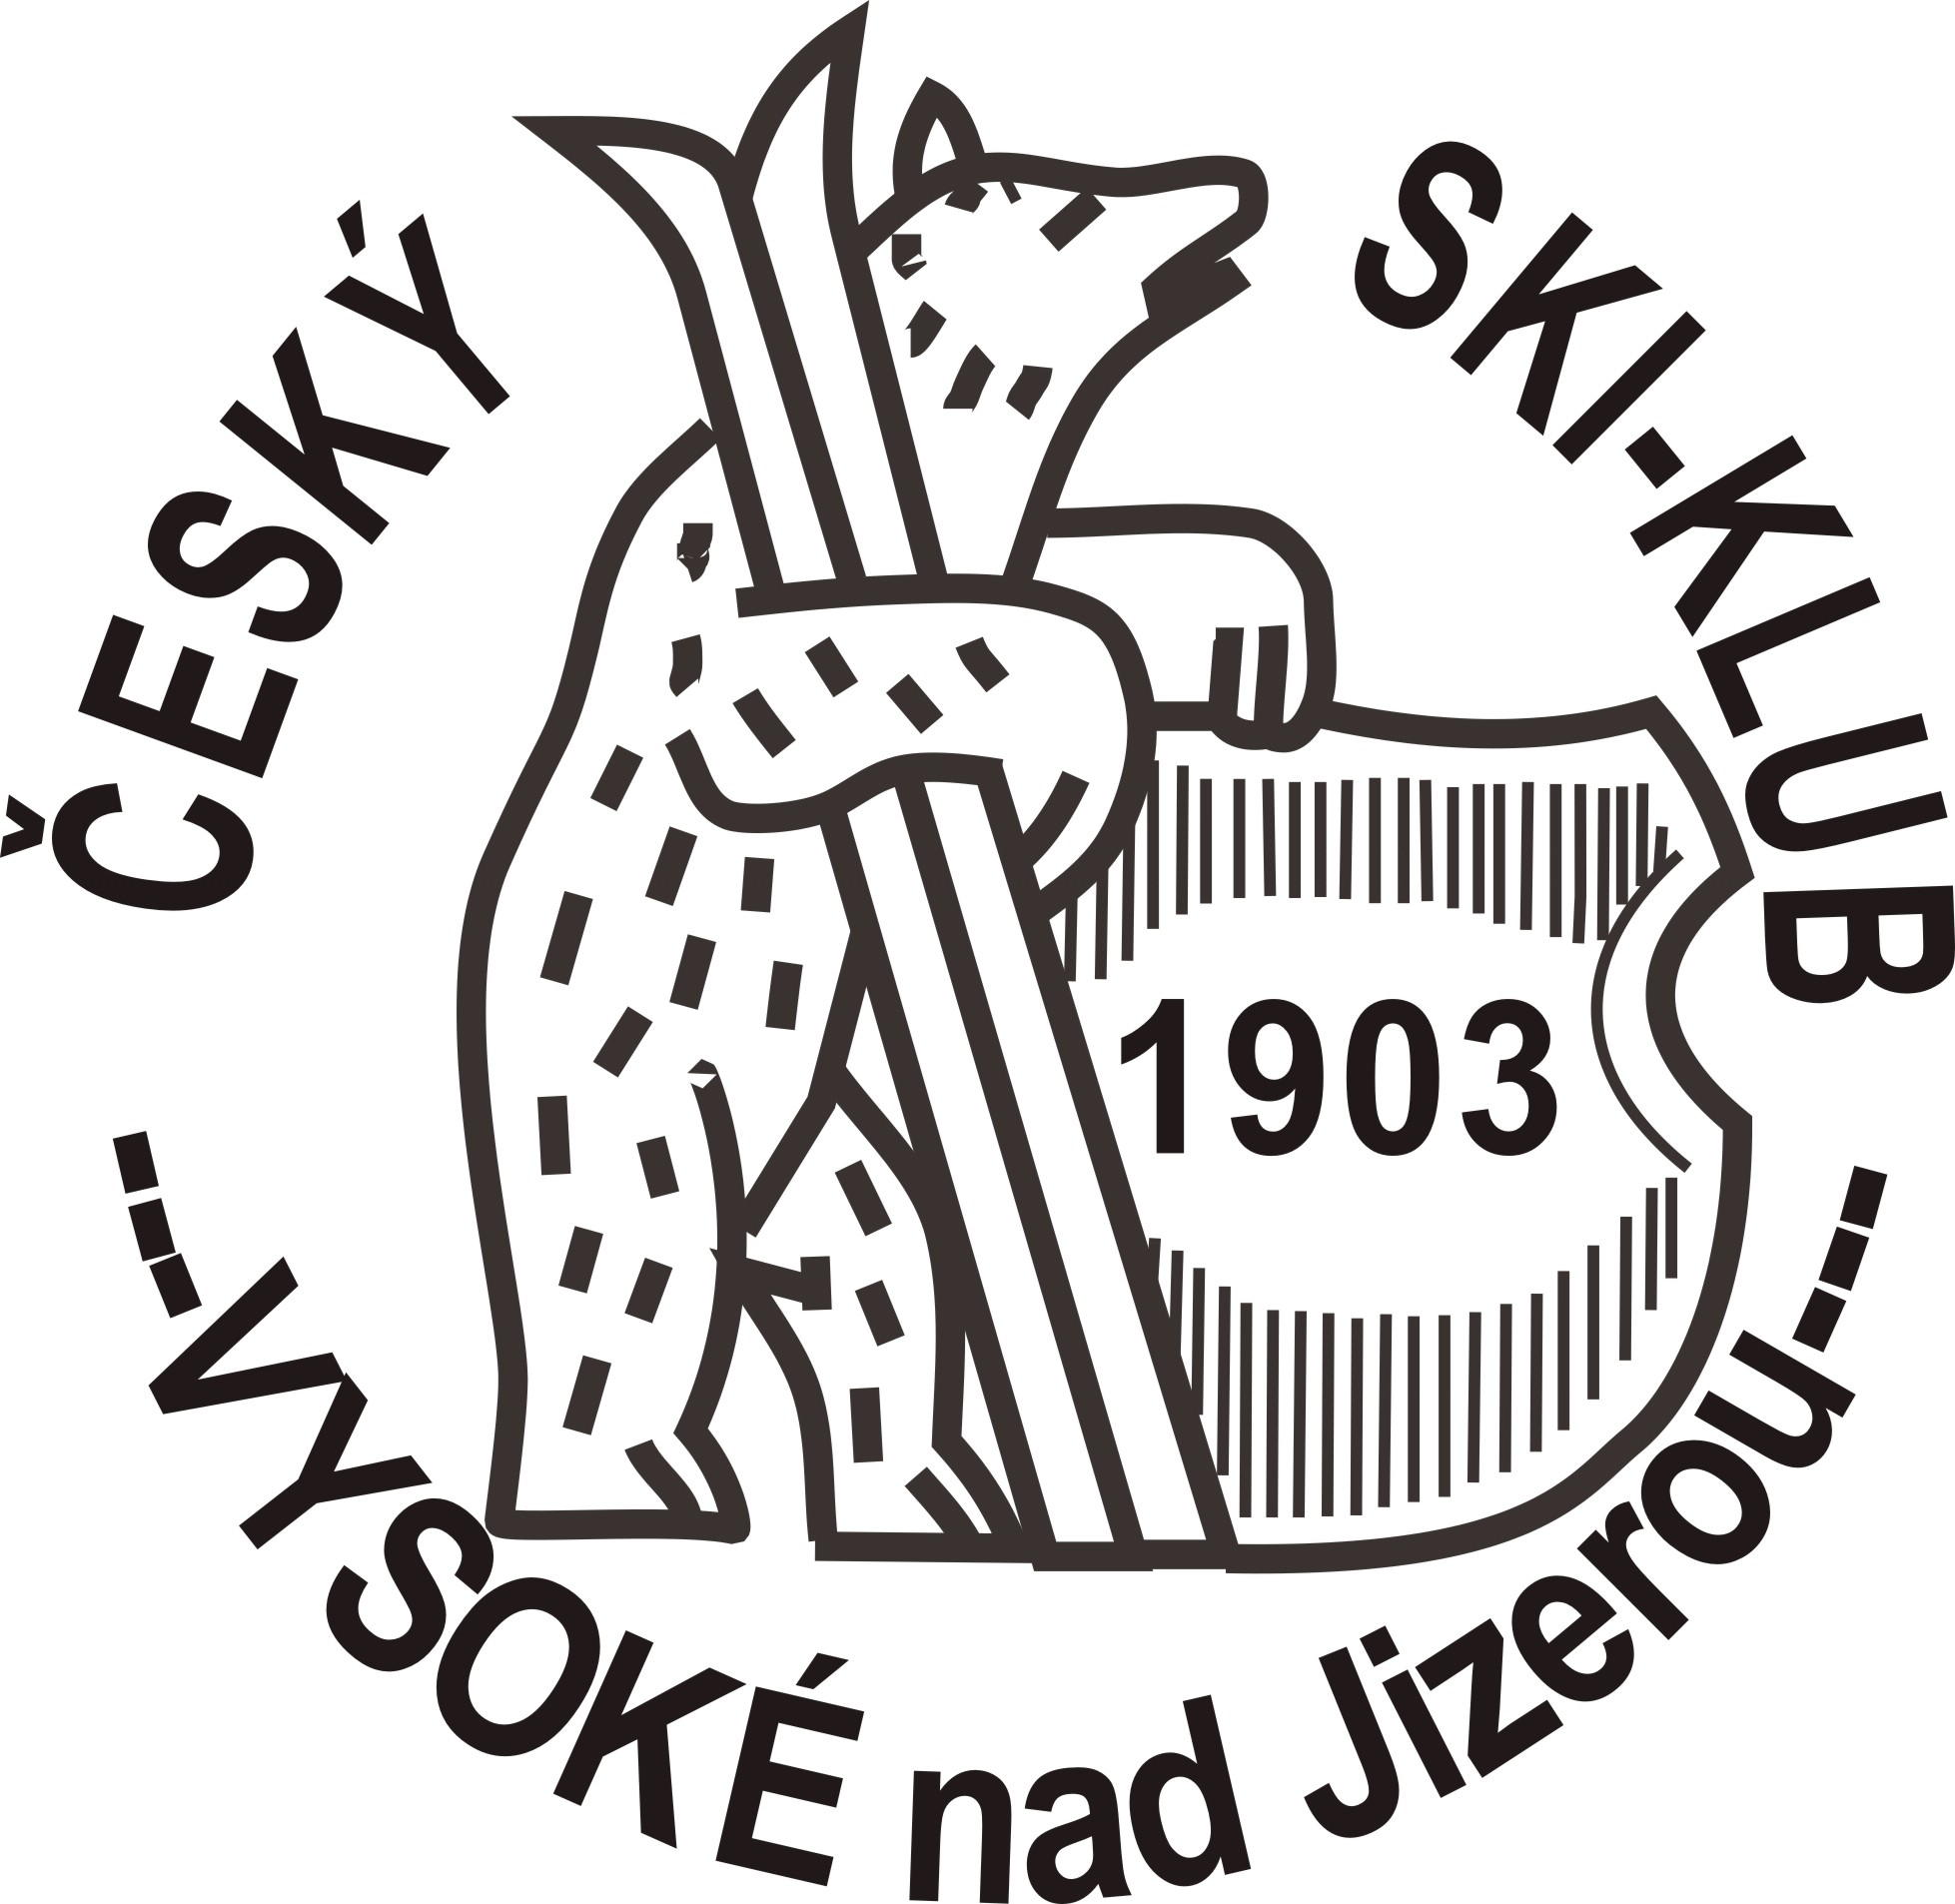 ČESKÝ SKI-KLUB
1903
---VYSOKÉ nad Jizerou---